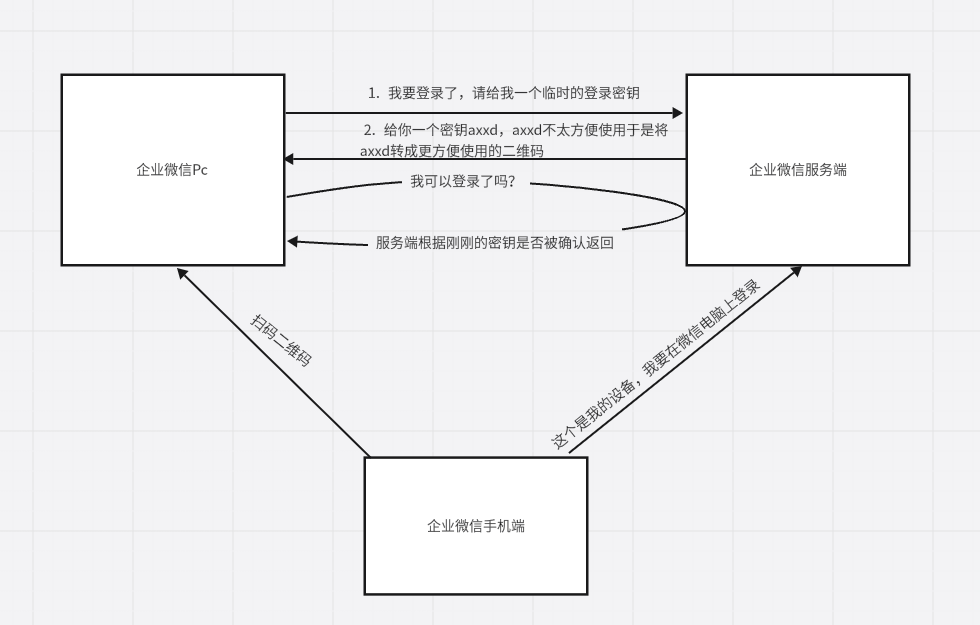 1. 我要登录了，请给我一个临时的登录密钥
2. 给你一个密钥axxd，axxd不太方便使用于是将
axxd转成更方便使用的二维码
企业微信Pc
企业微信服务端
我可以登录了吗？
服务端根据刚刚的密钥是否被确认返回
扫码二维码
这个是我的设备，我要在微信电脑上登录
企业微信手机端